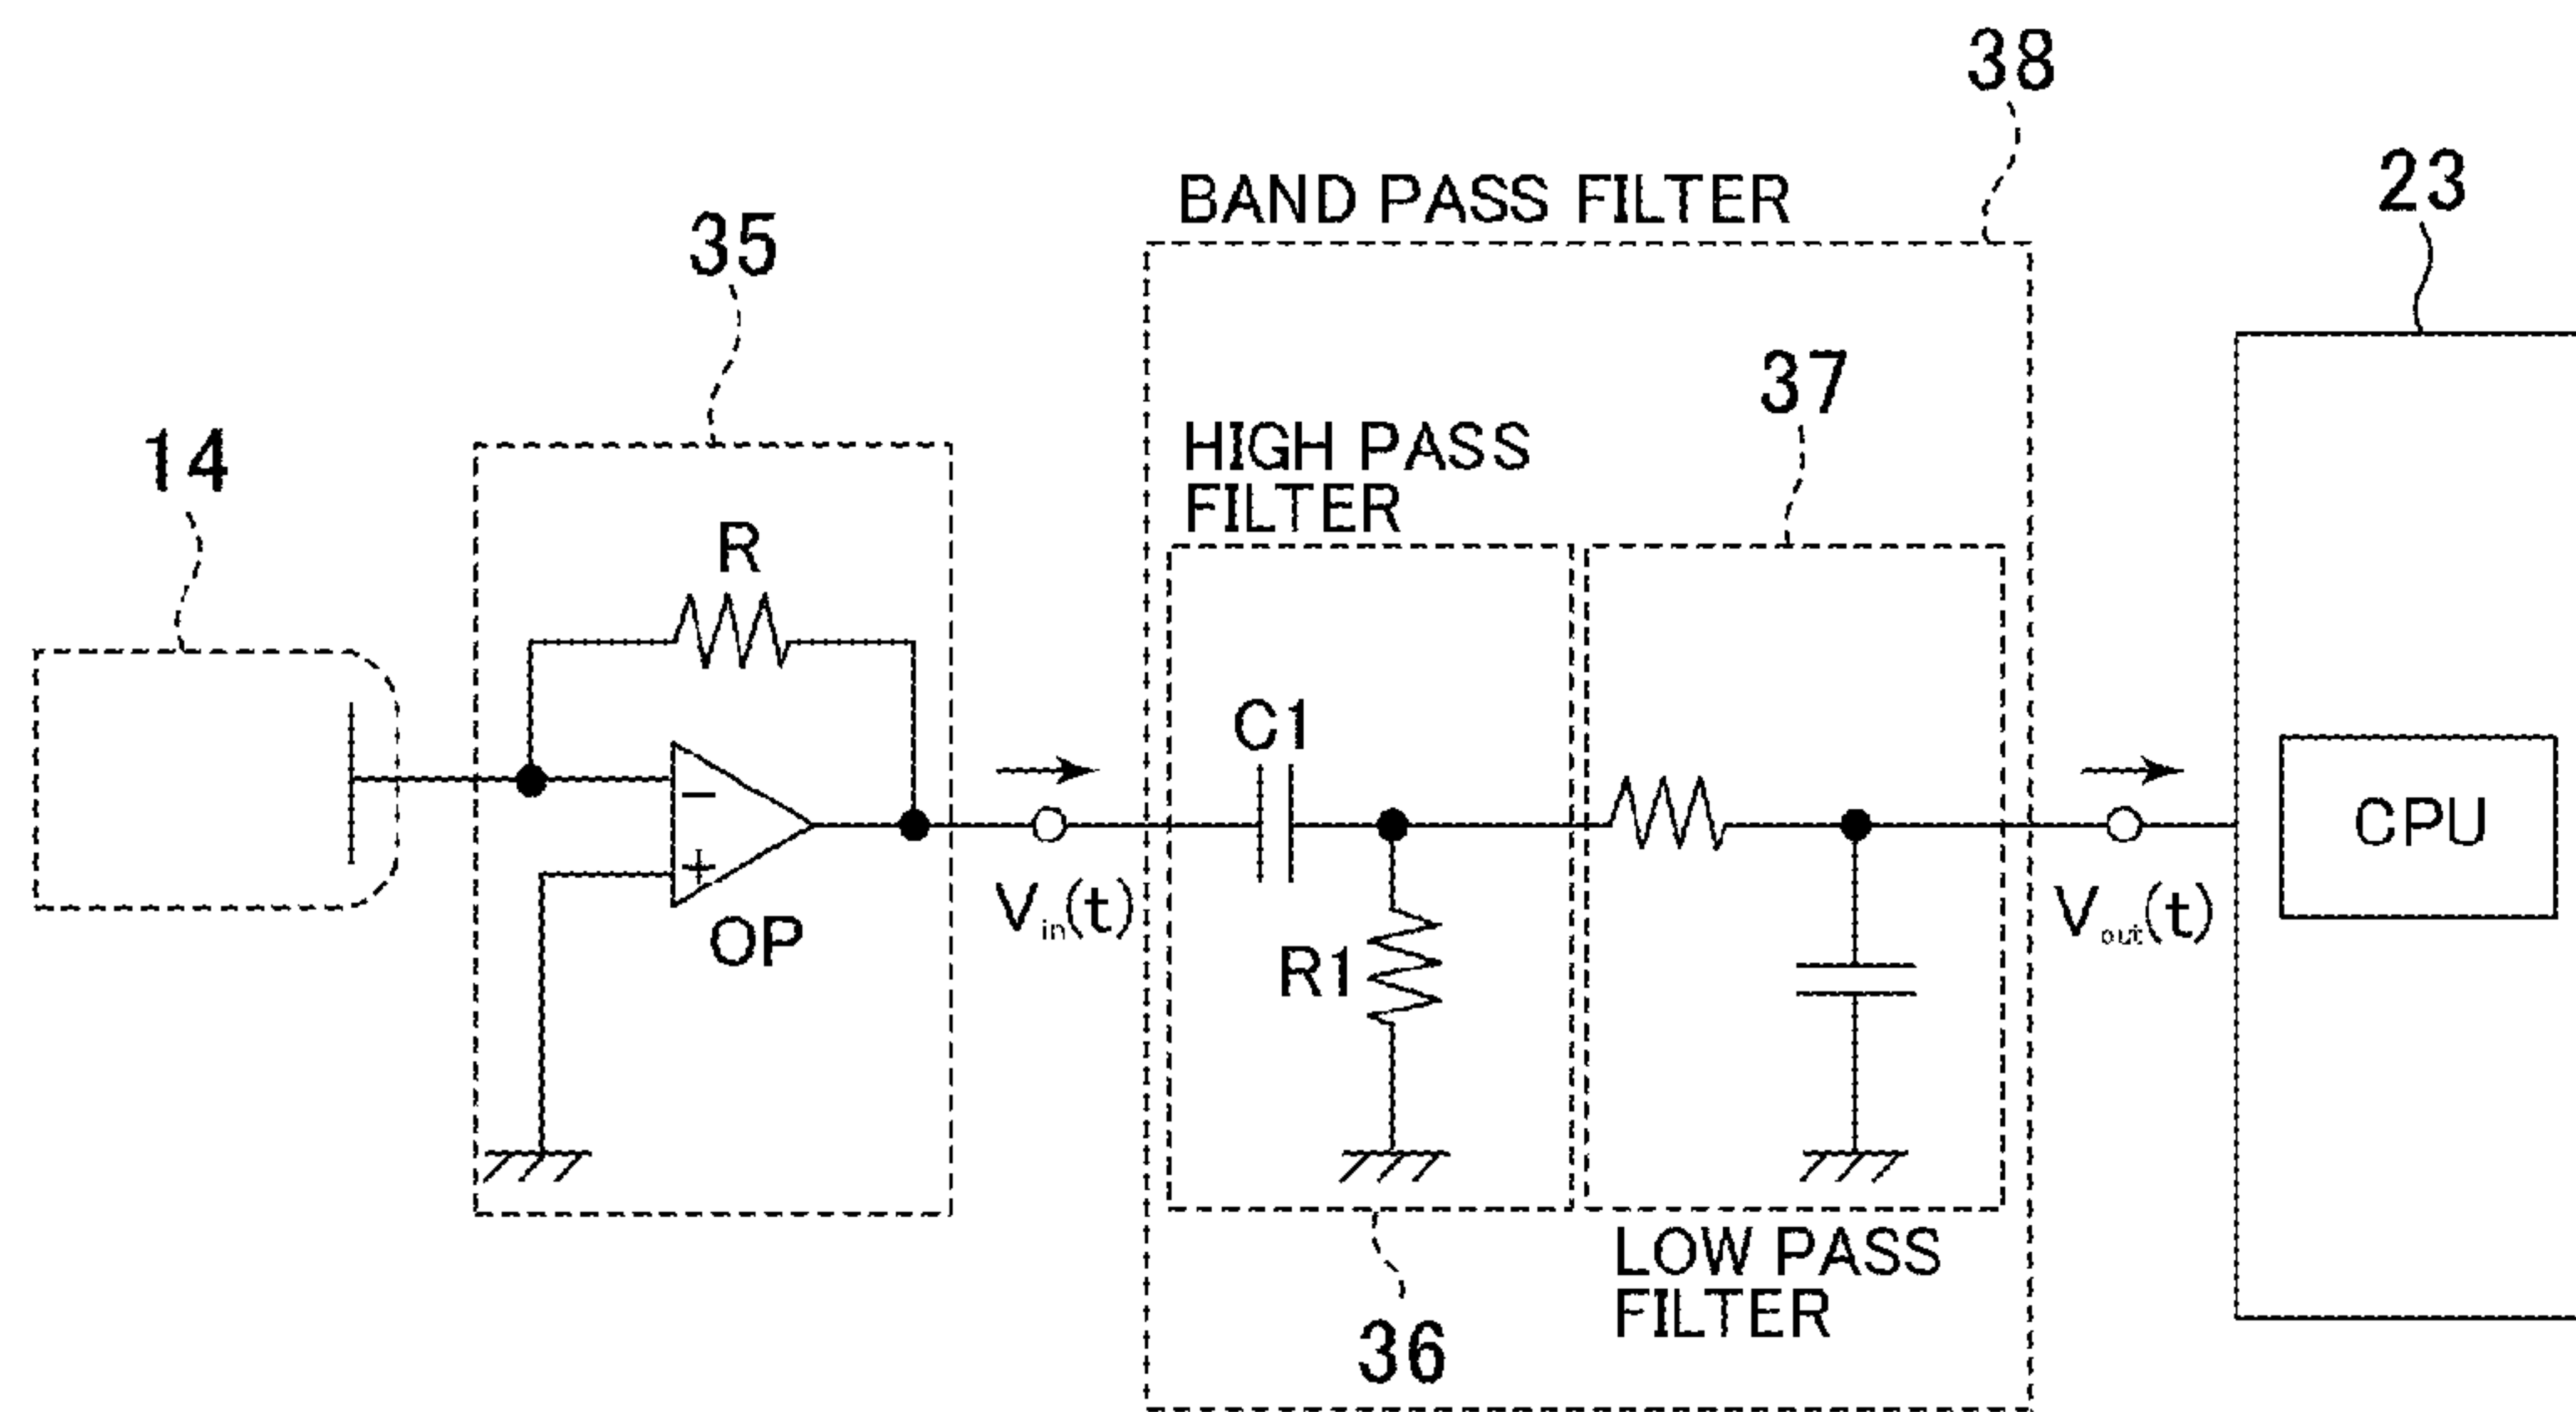 38
BAND PASS FILTER
23
35
37
HIGH PASS
FILTER
14
R
C1
−
+
OP
Vin(t)
R1
CPU
Vout(t)
LOW PASS
FILTER
36